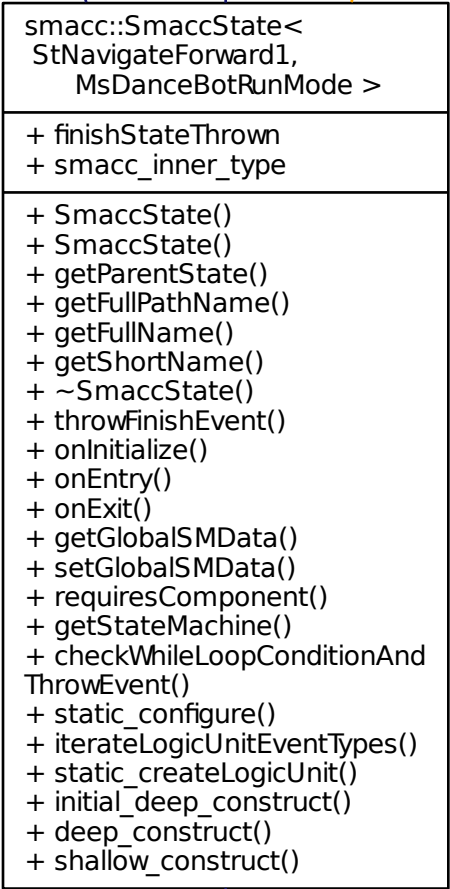 smacc::SmaccState<
StNavigateForward1,
MsDanceBotRunMode >
+ finishStateThrown
+ smacc_inner_type
+ SmaccState()
+ SmaccState()
+ getParentState()
+ getFullPathName()
+ getFullName()
+ getShortName()
+ ~SmaccState()
+ throwFinishEvent()
+ onInitialize()
+ onEntry()
+ onExit()
+ getGlobalSMData()
+ setGlobalSMData()
+ requiresComponent()
+ getStateMachine()
+ checkWhileLoopConditionAnd
ThrowEvent()
+ static_configure()
+ iterateLogicUnitEventTypes()
+ static_createLogicUnit()
+ initial_deep_construct()
+ deep_construct()
+ shallow_construct()